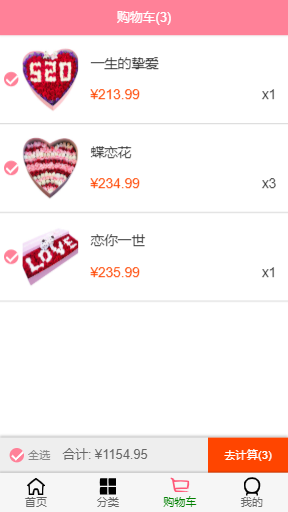 购物车(3)
520
一生的挚爱
¥213.99 x1
蝶恋花
¥234.99 x3
LOVE
恋你一世
¥235.99 x1
全选 合计: ¥1154.95 去计算(3)
首页 分类 购物车 我的